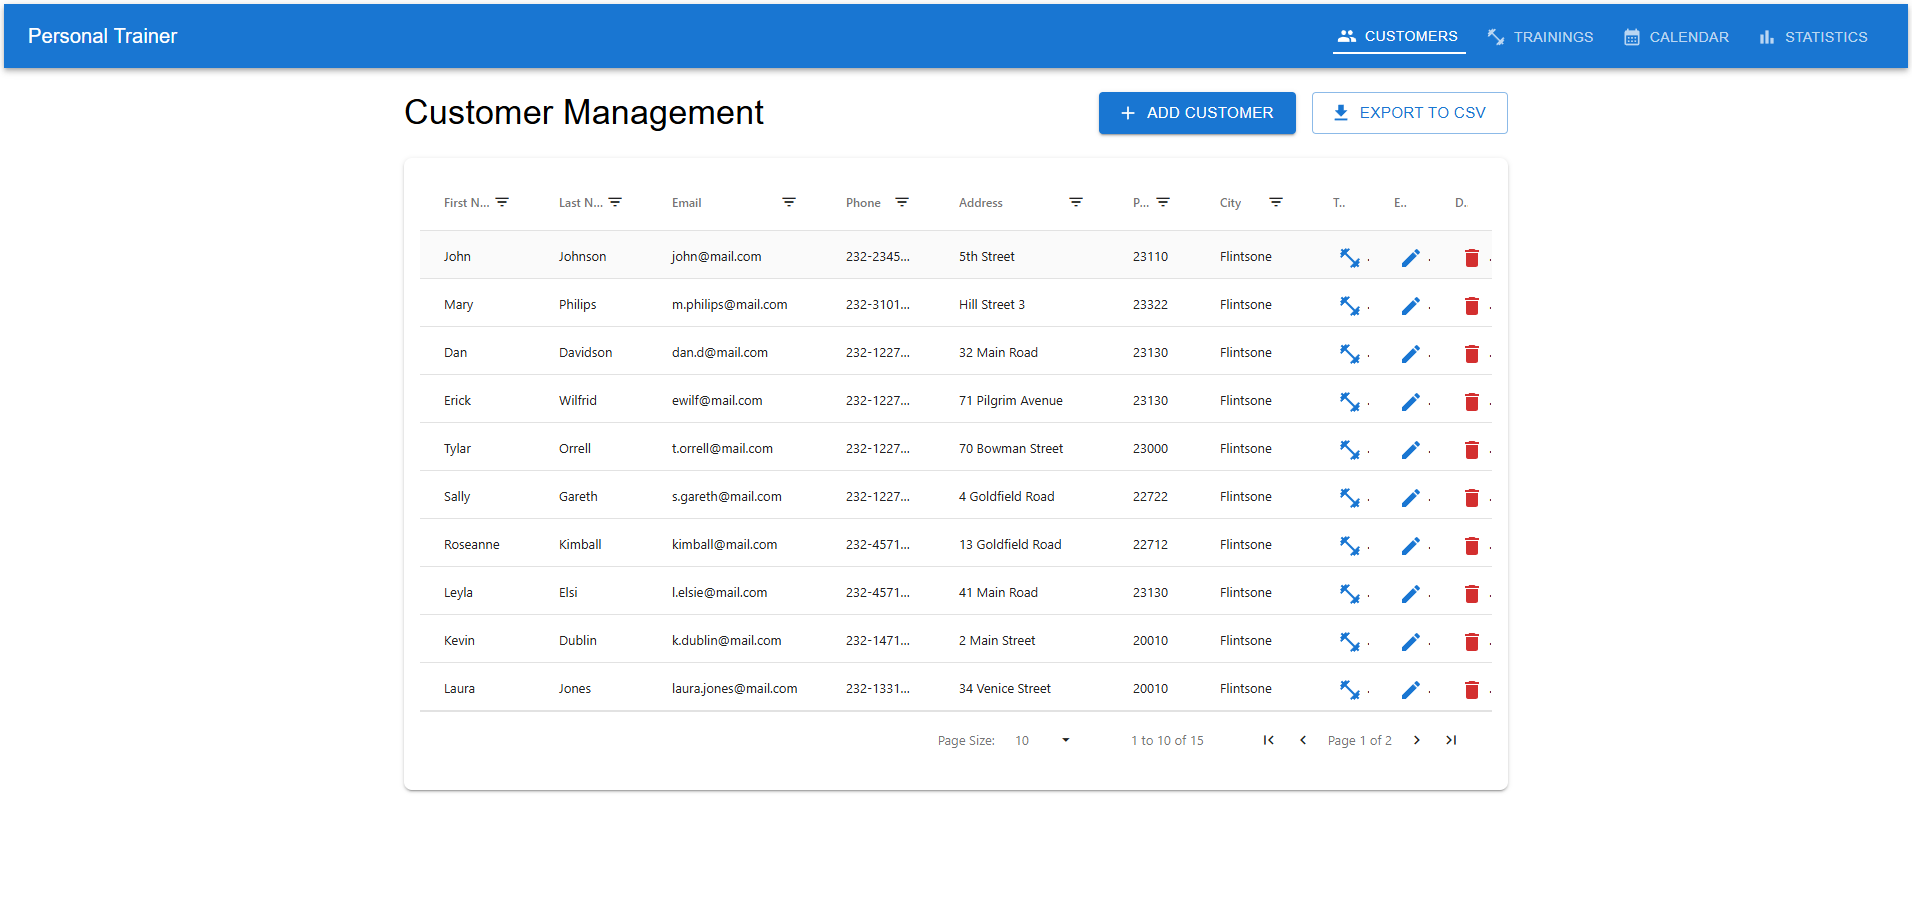 Personal Trainer CUSTOMERS TRAININGS CALENDAR STATISTICS
Customer Management ADD CUSTOMER EXPORT TO CSV
First N... Last N... Email Phone Address P... City T.. E.. D.
John Johnson john@mail.com 232-2345... 5th Street 23110 Flintsone . . .
Mary Philips m.philips@mail.com 232-3101... Hill Street 3 23322 Flintsone . . .
Dan Davidson dan.d@mail.com 232-1227... 32 Main Road 23130 Flintsone . . .
Erick Wilfrid ewilf@mail.com 232-1227... 71 Pilgrim Avenue 23130 Flintsone . . .
Tylar Orrell t.orrell@mail.com 232-1227... 70 Bowman Street 23000 Flintsone . . .
Sally Gareth s.gareth@mail.com 232-1227... 4 Goldfield Road 22722 Flintsone . . .
Roseanne Kimball kimball@mail.com 232-4571... 13 Goldfield Road 22712 Flintsone . . .
Leyla Elsi l.elsie@mail.com 232-4571... 41 Main Road 23130 Flintsone . . .
Kevin Dublin k.dublin@mail.com 232-1471... 2 Main Street 20010 Flintsone . . .
Laura Jones laura.jones@mail.com 232-1331... 34 Venice Street 20010 Flintsone . . .
Page Size: 10 1 to 10 of 15 Page 1 of 2